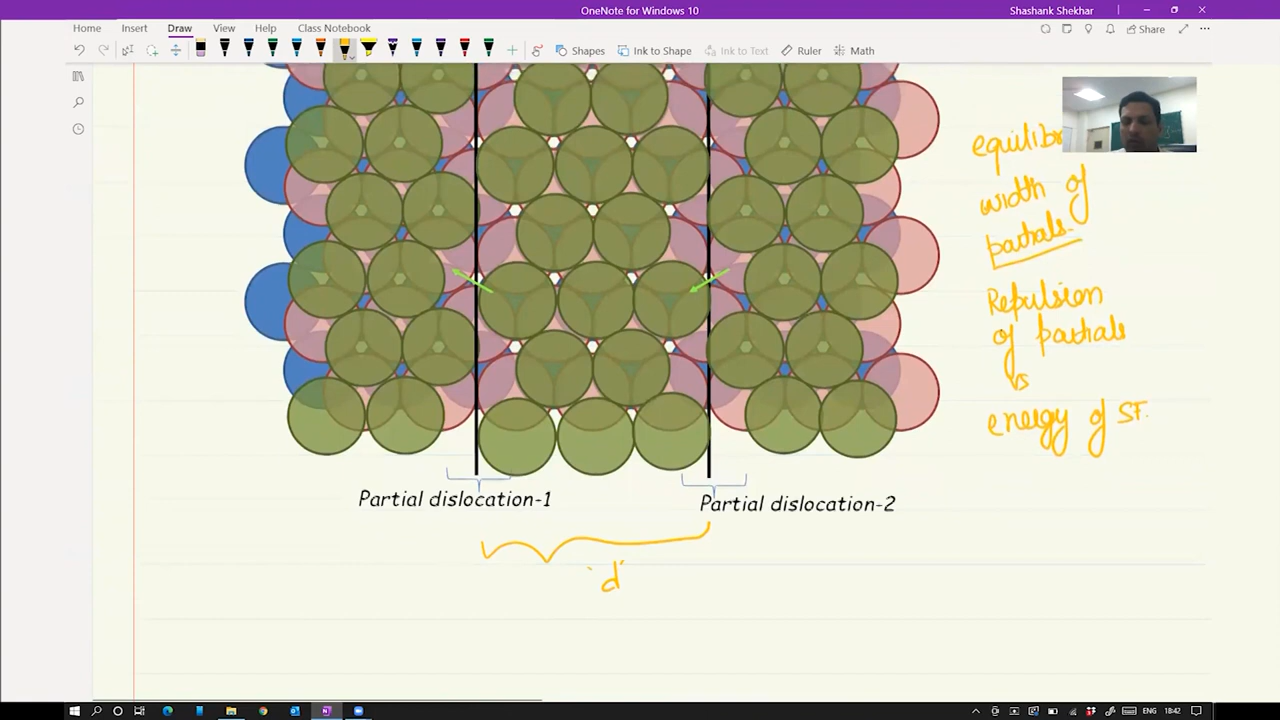 OneNote for Windows 10
Shashank Shekhar
Home Insert Draw View Help Class Notebook
Share
Shapes Ink to Shape Ink to Text Ruler Math
width of
partials.
Repulsion
of partials
vs
energy of SF.
Partial dislocation-1
Partial dislocation-2
'd'
ENG 18:42